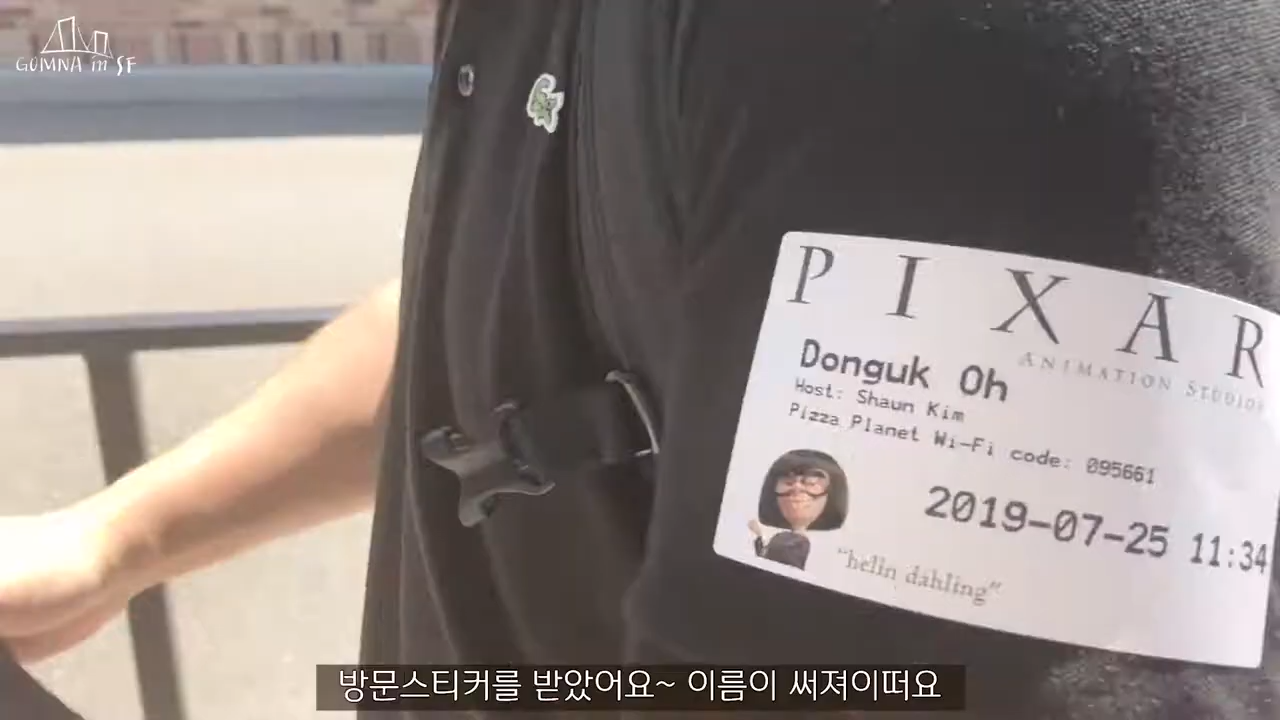 GOMNA in SF
PIXAR
ANIMATION STUDIOS
Donguk Oh
Host: Shaun Kim
Pizza Planet Wi-Fi code: 095661
2019-07-25 11:34
"hello dahling"
방문스티커를 받았어요~ 이름이 써져이떠요